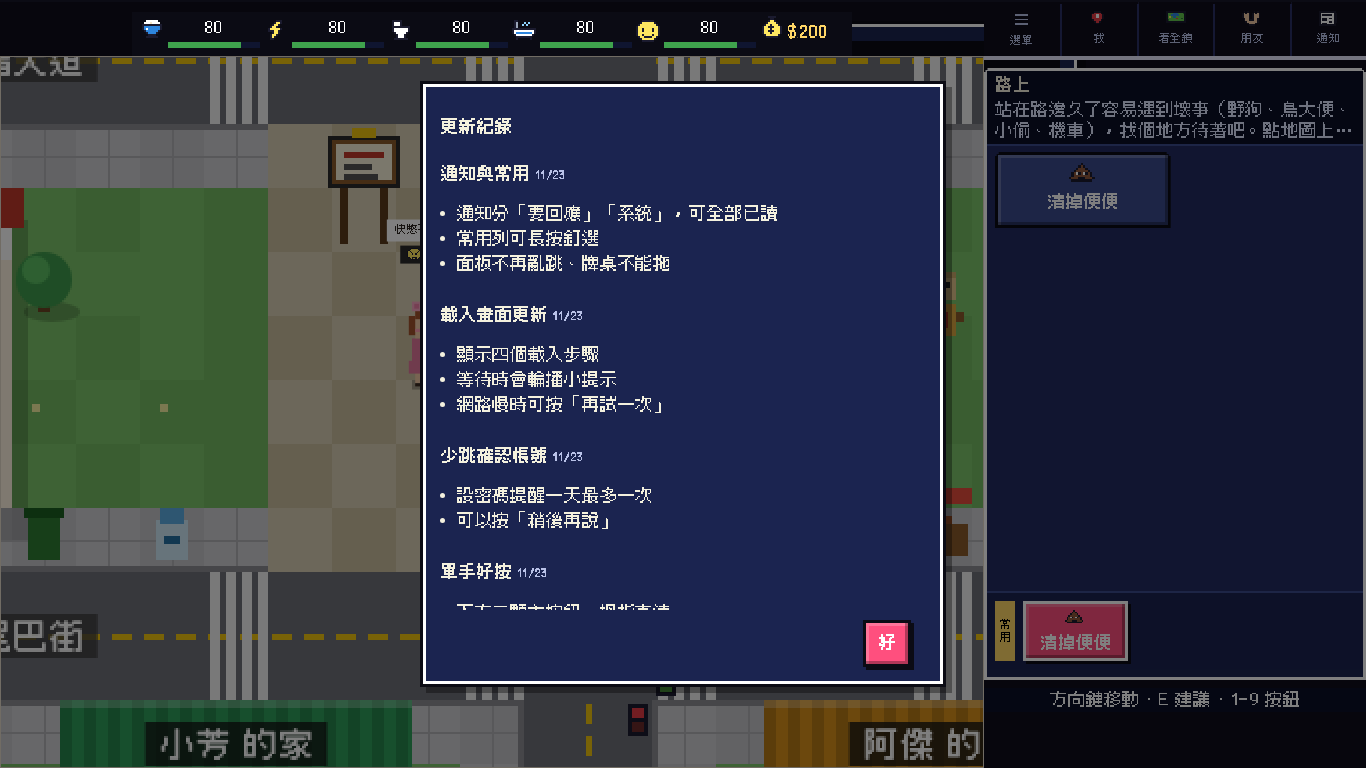 80 80 80 80 80 $200
選單 我 看全鎮 朋友 通知
路上
站在路邊久了容易遇到壞事（野狗、鳥大便、
小偷、機車），找個地方待著吧。點地圖上…
清掉便便
更新紀錄
通知與常用 11/23
• 通知分「要回應」「系統」，可全部已讀
• 常用列可長按釘選
• 面板不再亂跳、牌桌不能拖
載入畫面更新 11/23
• 顯示四個載入步驟
• 等待時會輪播小提示
• 網路慢時可按「再試一次」
少跳確認帳號 11/23
• 設密碼提醒一天最多一次
• 可以按「稍後再說」
單手好按 11/23
好
常用
清掉便便
方向鍵移動 · E 建議 · 1-9 按鈕
尾巴街
小芳 的家
阿傑 的